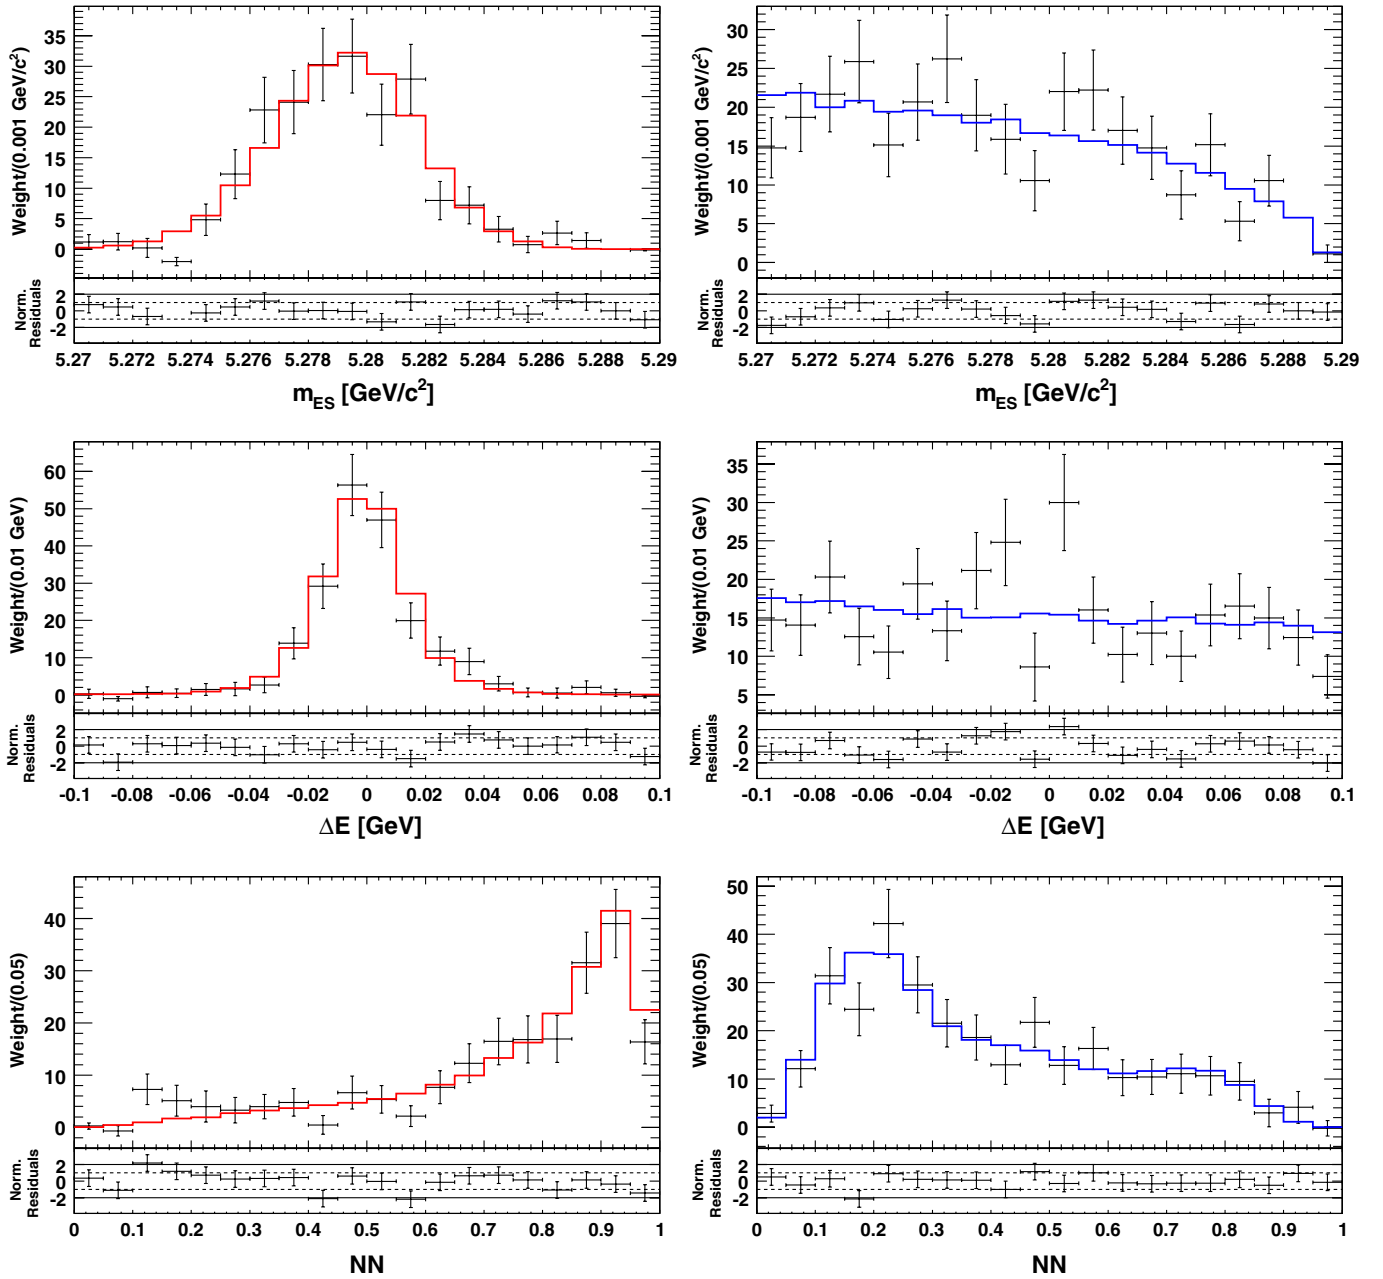 Weight/(0.001 GeV/c²)
35
30
25
20
15
10
5
0
Norm.
Residuals
2
0
-2
5.27 5.272 5.274 5.276 5.278 5.28 5.282 5.284 5.286 5.288 5.29
m_ES [GeV/c²]
Weight/(0.001 GeV/c²)
30
25
20
15
10
5
0
Norm.
Residuals
2
0
-2
5.27 5.272 5.274 5.276 5.278 5.28 5.282 5.284 5.286 5.288 5.29
m_ES [GeV/c²]
Weight/(0.01 GeV)
60
50
40
30
20
10
0
Norm.
Residuals
2
0
-2
-0.1 -0.08 -0.06 -0.04 -0.02 0 0.02 0.04 0.06 0.08 0.1
ΔE [GeV]
Weight/(0.01 GeV)
35
30
25
20
15
10
5
Norm.
Residuals
2
0
-2
-0.1 -0.08 -0.06 -0.04 -0.02 0 0.02 0.04 0.06 0.08 0.1
ΔE [GeV]
Weight/(0.05)
40
30
20
10
0
Norm.
Residuals
2
0
-2
0 0.1 0.2 0.3 0.4 0.5 0.6 0.7 0.8 0.9 1
NN
Weight/(0.05)
50
40
30
20
10
0
Norm.
Residuals
2
0
-2
0 0.1 0.2 0.3 0.4 0.5 0.6 0.7 0.8 0.9 1
NN